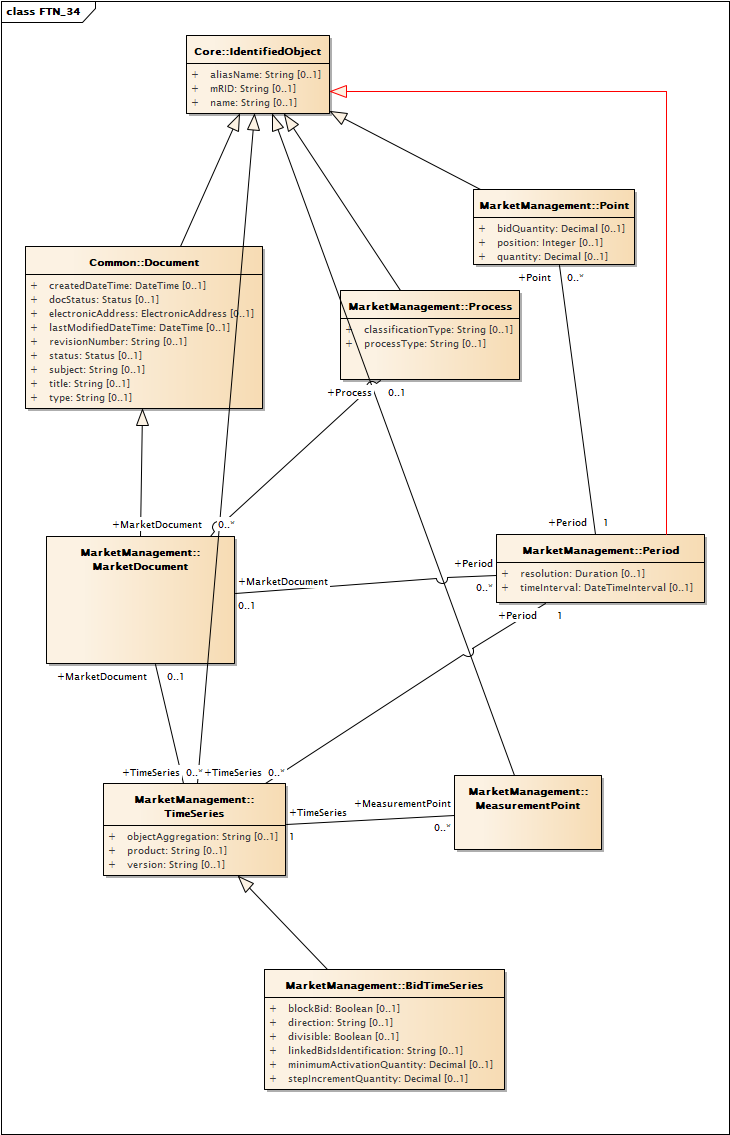 class FTN_34
Core::IdentifiedObject
+ aliasName: String [0..1]
+ mRID: String [0..1]
+ name: String [0..1]
MarketManagement::Point
+ bidQuantity: Decimal [0..1]
+ position: Integer [0..1]
+ quantity: Decimal [0..1]
+Point 0..*
Common::Document
+ createdDateTime: DateTime [0..1]
+ docStatus: Status [0..1]
+ electronicAddress: ElectronicAddress [0..1]
+ lastModifiedDateTime: DateTime [0..1]
+ revisionNumber: String [0..1]
+ status: Status [0..1]
+ subject: String [0..1]
+ title: String [0..1]
+ type: String [0..1]
MarketManagement::Process
+ classificationType: String [0..1]
+ processType: String [0..1]
+Process 0..1
+MarketDocument 0..*
+Period 1
MarketManagement::
MarketDocument
MarketManagement::Period
+ resolution: Duration [0..1]
+ timeInterval: DateTimeInterval [0..1]
+Period
0..*
+MarketDocument
0..1
+Period 1
+MarketDocument 0..1
+TimeSeries 0..* +TimeSeries 0..*
MarketManagement::
TimeSeries
+ objectAggregation: String [0..1]
+ product: String [0..1]
+ version: String [0..1]
+TimeSeries
1
+MeasurementPoint
0..*
MarketManagement::
MeasurementPoint
MarketManagement::BidTimeSeries
+ blockBid: Boolean [0..1]
+ direction: String [0..1]
+ divisible: Boolean [0..1]
+ linkedBidsIdentification: String [0..1]
+ minimumActivationQuantity: Decimal [0..1]
+ stepIncrementQuantity: Decimal [0..1]